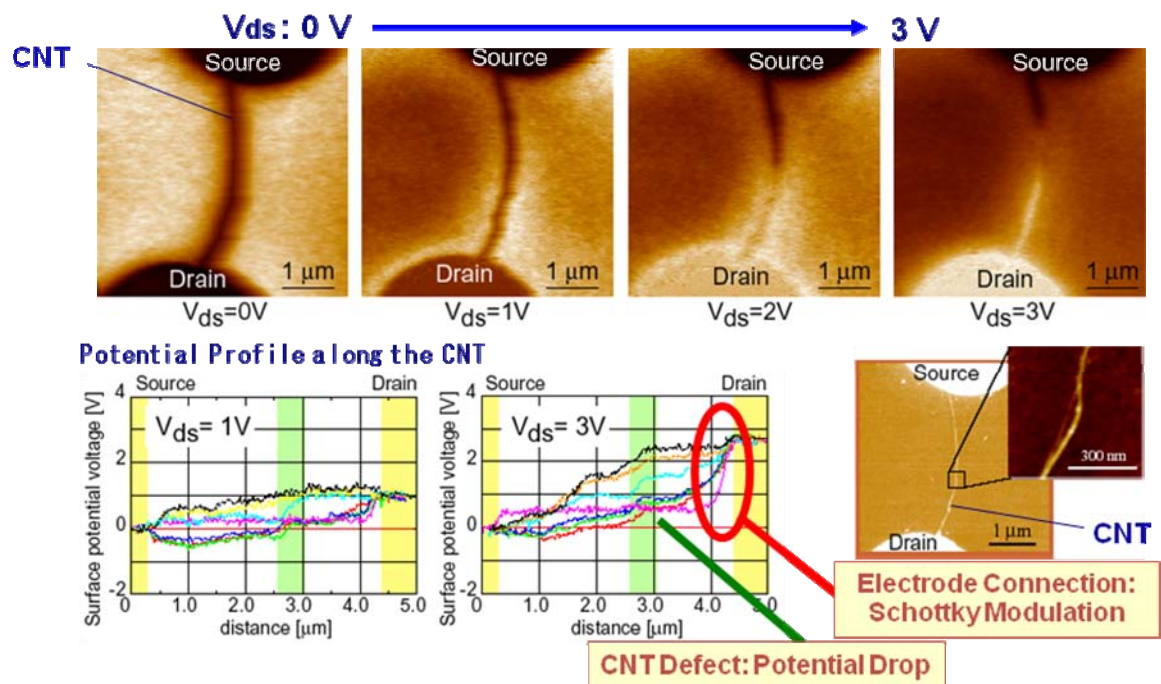 Vds: 0 V
3 V
CNT
Source
Source
Source
Source
Drain
1 μm
Drain
1 μm
Drain
1 μm
Drain
1 μm
Vds=0V
Vds=1V
Vds=2V
Vds=3V
Potential Profile along the CNT
Source
Drain
Surface potential voltage [V]
4
2
0
-2
Vds= 1V
0
1.0
2.0
3.0
4.0
5.0
distance [μm]
Source
Drain
Surface potential voltage [V]
4
2
0
-2
Vds= 3V
0
1.0
2.0
3.0
4.0
5.0
distance [μm]
Source
300 nm
Drain
1 μm
CNT
Electrode Connection:
Schottky Modulation
CNT Defect: Potential Drop